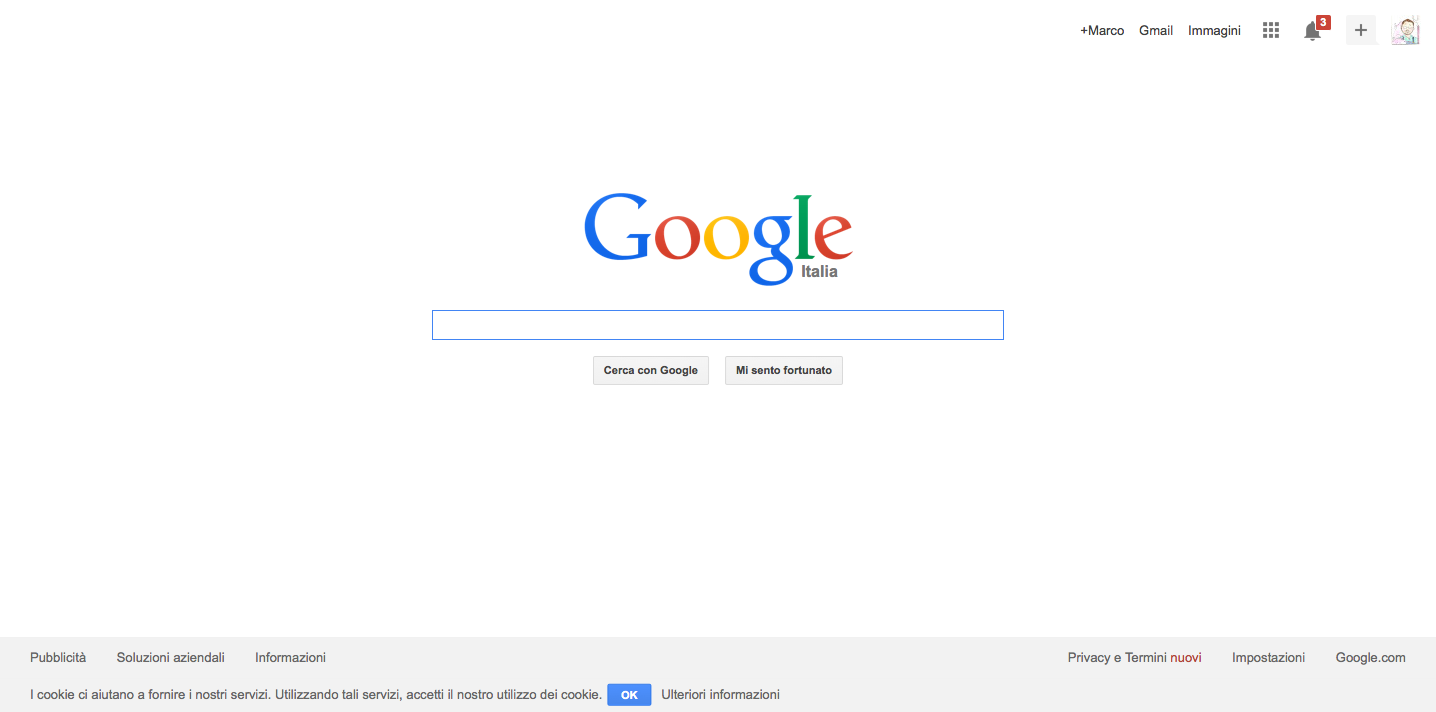 +Marco Gmail Immagini 3
Google
Italia
Cerca con Google Mi sento fortunato
Pubblicità Soluzioni aziendali Informazioni Privacy e Termini nuovi Impostazioni Google.com
I cookie ci aiutano a fornire i nostri servizi. Utilizzando tali servizi, accetti il nostro utilizzo dei cookie. OK Ulteriori informazioni